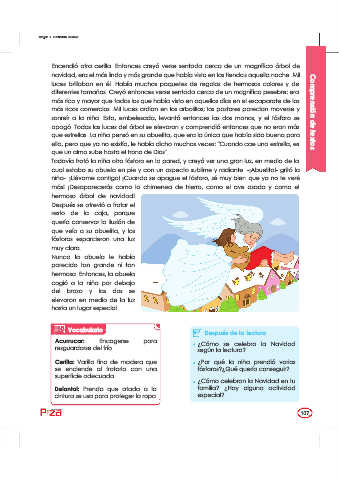 Encendió otra cerilla. Entonces creyó verse sentada cerca de un magnífico árbol de
navidad, era el más lindo y más grande que había visto en las tiendas aquella noche. Mil
luces brillaban en él. Había muchos paquetes de regalos de hermosos colores y de
diferentes tamaños. Creyó entonces verse sentada cerca de un magnífico pesebre; era
más rico y mayor que todos los que había visto en aquellos días en el escaparate de los
más ricos comercios. Mil luces ardían en los arbolillos; los pastores parecían moverse y
sonreír a la niña. Esta, embelesada, levantó entonces las dos manos, y el fósforo se
apagó. Todas las luces del árbol se elevaron y comprendió entonces que no eran más
que estrellas. La niña pensó en su abuelita, que era la única que había sido buena para
ella, pero que ya no existía, le había dicho muchas veces: "Cuando cae una estrella, es
que un alma sube hasta el trono de Dios".
Todavía frotó la niña otro fósforo en la pared, y creyó ver una gran luz, en medio de la
cual estaba su abuela en pie y con un aspecto sublime y radiante. -¡Abuelita!- gritó la
niña- ¡Llévame contigo! ¡Cuando se apague el fósforo, sé muy bien que ya no te veré
más! ¡Desaparecerás como la chimenea de hierro, como el ave asada y como el
hermoso árbol de navidad!
Después se atrevió a frotar el
resto de la caja, porque
quería conservar la ilusión de
que veía a su abuelita, y los
fósforos esparcieron una luz
muy clara.
Nunca la abuela le había
parecido tan grande ni tan
hermosa. Entonces, la abuela
cogió a la niña por debajo
del brazo y las dos se
elevaron en medio de la luz
hasta un lugar especial.
Comprensión de textos
Vocabulario
Acurrucar: Encogerse para
resguardarse del frío.
Cerilla: Varilla fina de madera que
se enciende al frotarla con una
superficie adecuada.
Delantal: Prenda que atada a la
cintura se usa para proteger la ropa.
Después de la lectura
- ¿Cómo se celebra la Navidad
según la lectura?
- ¿Por qué la niña prendió varios
fósforos?¿Qué quería conseguir?
- ¿Cómo celebran la Navidad en tu
familia? ¿Hay alguna actividad
especial?
107